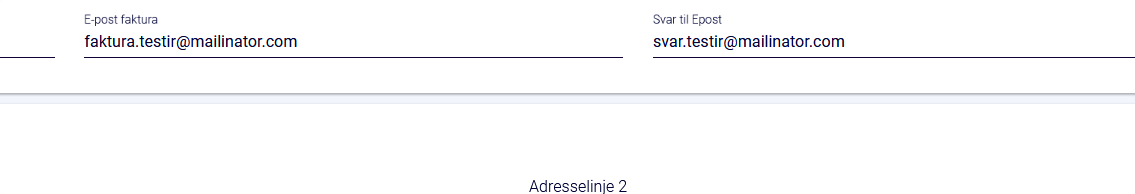 E-post faktura
faktura.testir@mailinator.com
Svar til Epost
svar.testir@mailinator.com
Adresselinje 2